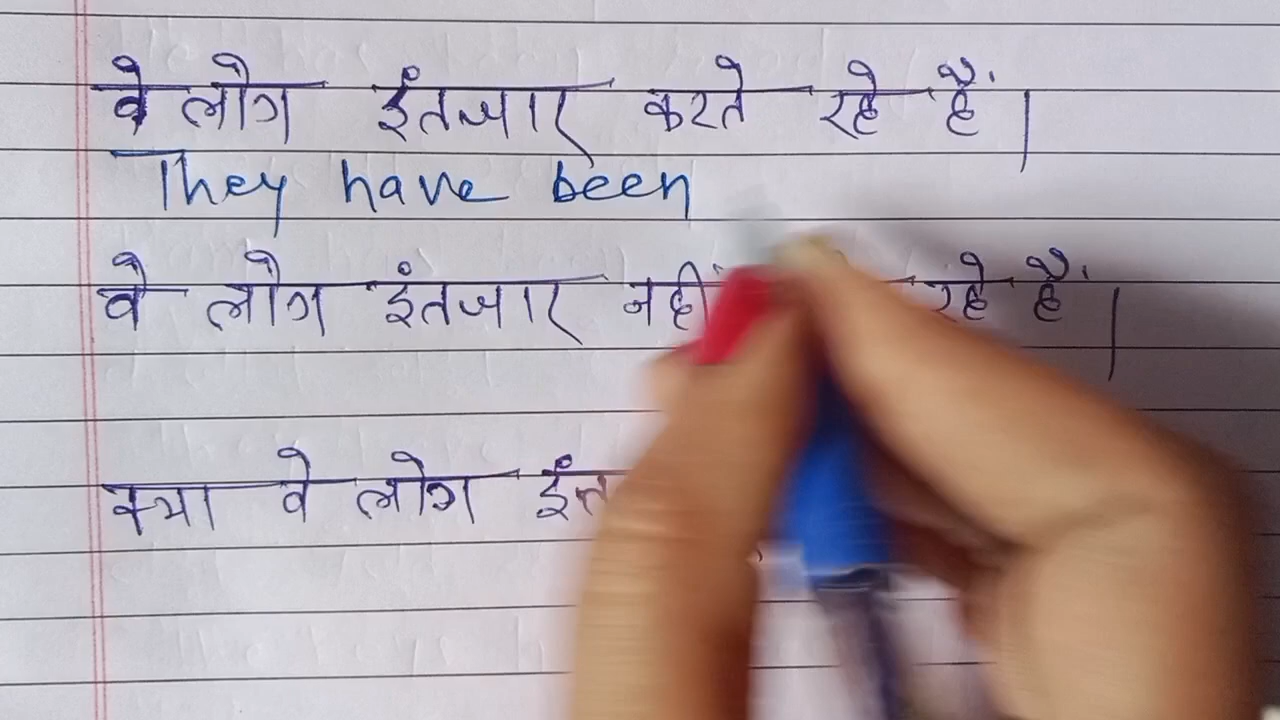 वे लोग इंतजार करते रहे हैं।
They have been
वे लोग इंतजार नहीं रहे हैं।
क्या वे लोग